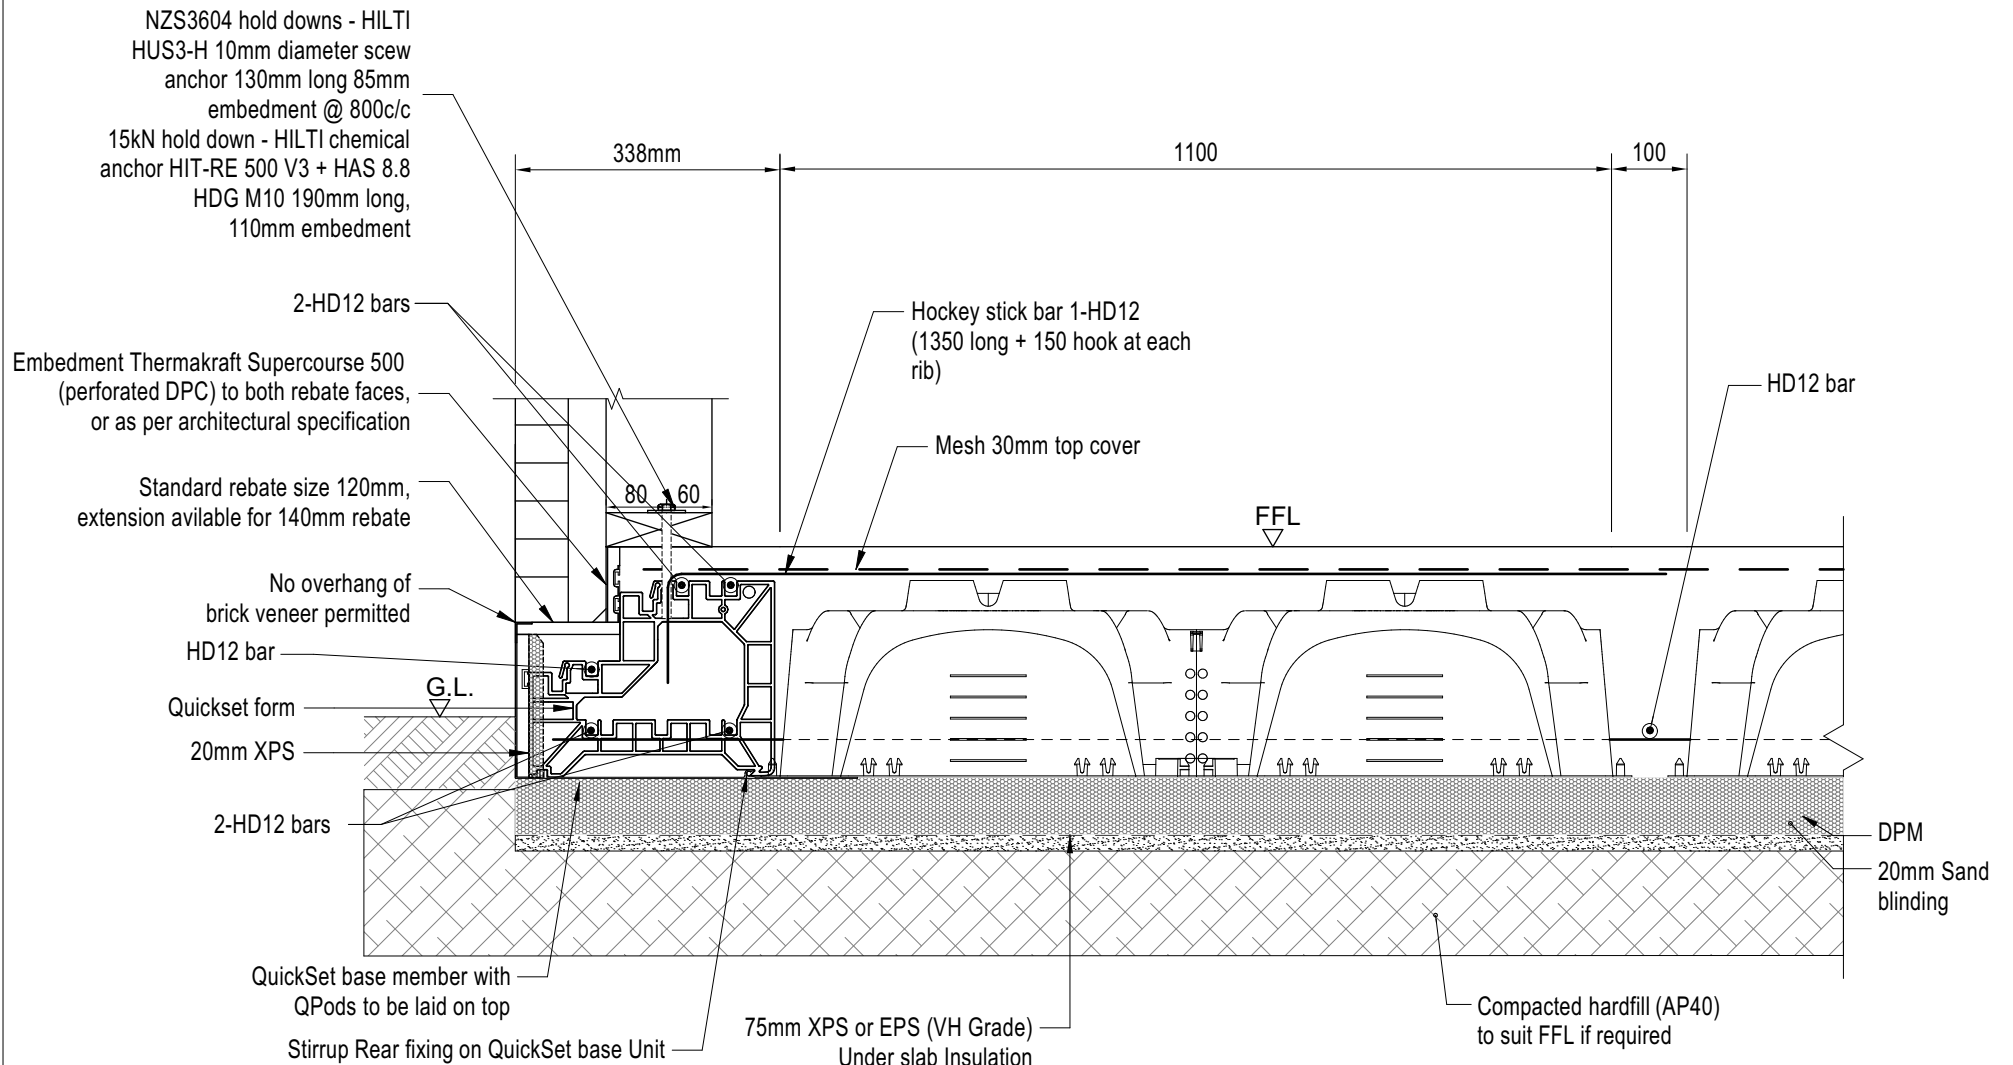 NZS3604 hold downs - HILTI
HUS3-H 10mm diameter scew
anchor 130mm long 85mm
embedment @ 800c/c
15kN hold down - HILTI chemical
anchor HIT-RE 500 V3 + HAS 8.8
HDG M10 190mm long,
110mm embedment
338mm
1100
100
2-HD12 bars
Hockey stick bar 1-HD12
(1350 long + 150 hook at each
rib)
HD12 bar
Embedment Thermakraft Supercourse 500
(perforated DPC) to both rebate faces,
or as per architectural specification
Mesh 30mm top cover
Standard rebate size 120mm,
extension avilable for 140mm rebate
80
60
FFL
No overhang of
brick veneer permitted
HD12 bar
G.L.
Quickset form
20mm XPS
2-HD12 bars
DPM
20mm Sand
blinding
QuickSet base member with
QPods to be laid on top
Stirrup Rear fixing on QuickSet base Unit
75mm XPS or EPS (VH Grade)
Under slab Insulation
Compacted hardfill (AP40)
to suit FFL if required